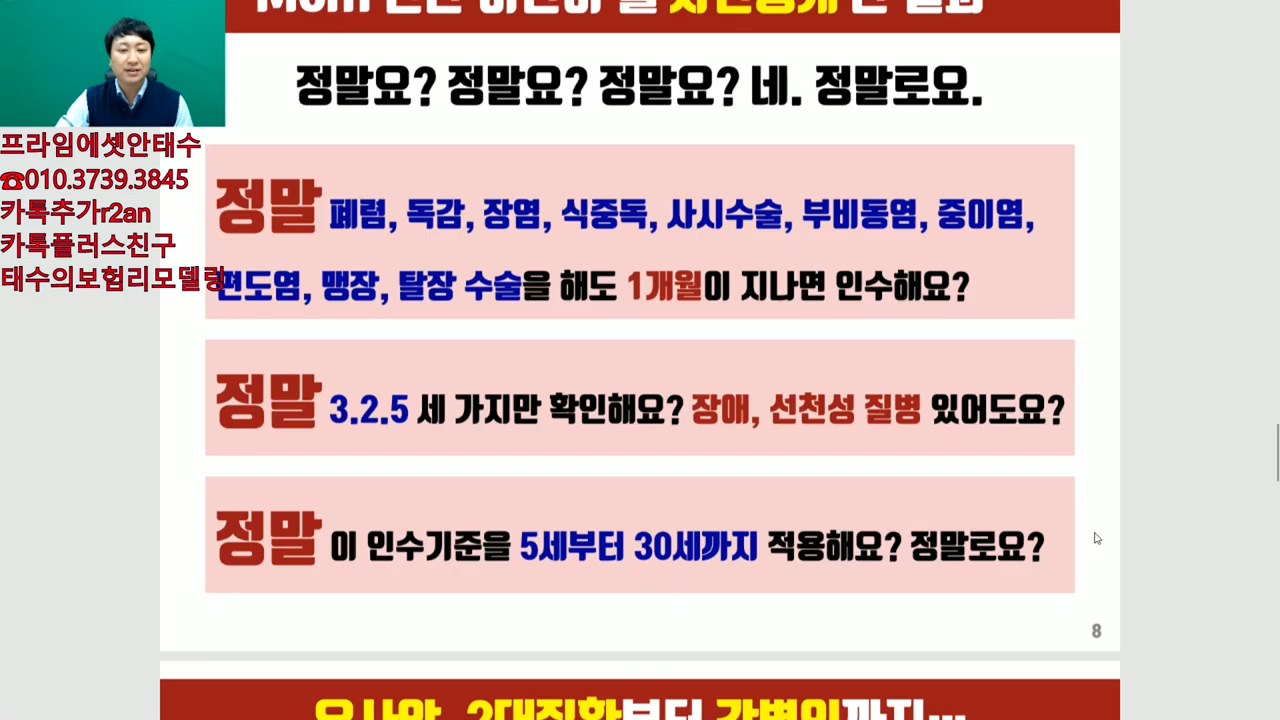 정말요? 정말요? 정말요? 네. 정말로요.
프라임에셋안태수
☎010.3739.3845
카톡추가r2an
카톡플러스친구
태수의보험리모델링
정말 폐렴, 독감, 장염, 식중독, 사시수술, 부비동염, 중이염,
편도염, 맹장, 탈장 수술을 해도 1개월이 지나면 인수해요?
정말 3.2.5 세 가지만 확인해요? 장애, 선천성 질병 있어도요?
정말 이 인수기준을 5세부터 30세까지 적용해요? 정말로요?
8